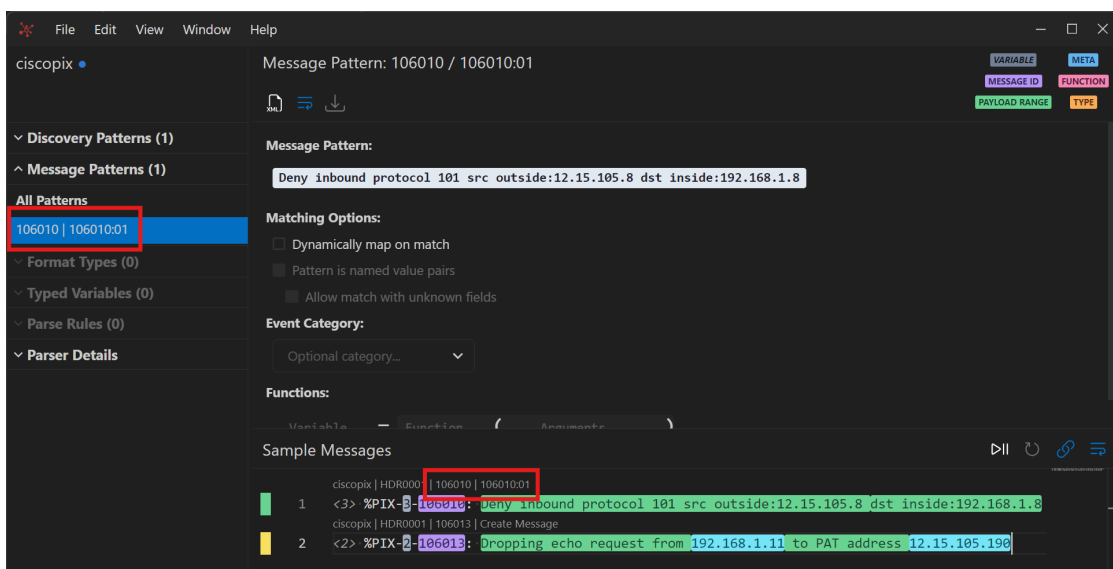 File Edit View Window Help
ciscopix
Message Pattern: 106010 / 106010:01
VARIABLE META
MESSAGE ID FUNCTION
PAYLOAD RANGE TYPE
XML
Discovery Patterns (1)
Message Patterns (1)
All Patterns
106010 | 106010:01
Format Types (0)
Typed Variables (0)
Parse Rules (0)
Parser Details
Message Pattern:
Deny inbound protocol 101 src outside:12.15.105.8 dst inside:192.168.1.8
Matching Options:
Dynamically map on match
Pattern is named value pairs
Allow match with unknown fields
Event Category:
Optional category...
Functions:
Variable = Function ( Arguments )
Sample Messages
ciscopix | HDR0001 | 106010 | 106010:01
1 <3> %PIX-3-106010: Deny inbound protocol 101 src outside:12.15.105.8 dst inside:192.168.1.8
ciscopix | HDR0001 | 106013 | Create Message
2 <2> %PIX-2-106013: Dropping echo request from 192.168.1.11 to PAT address 12.15.105.190